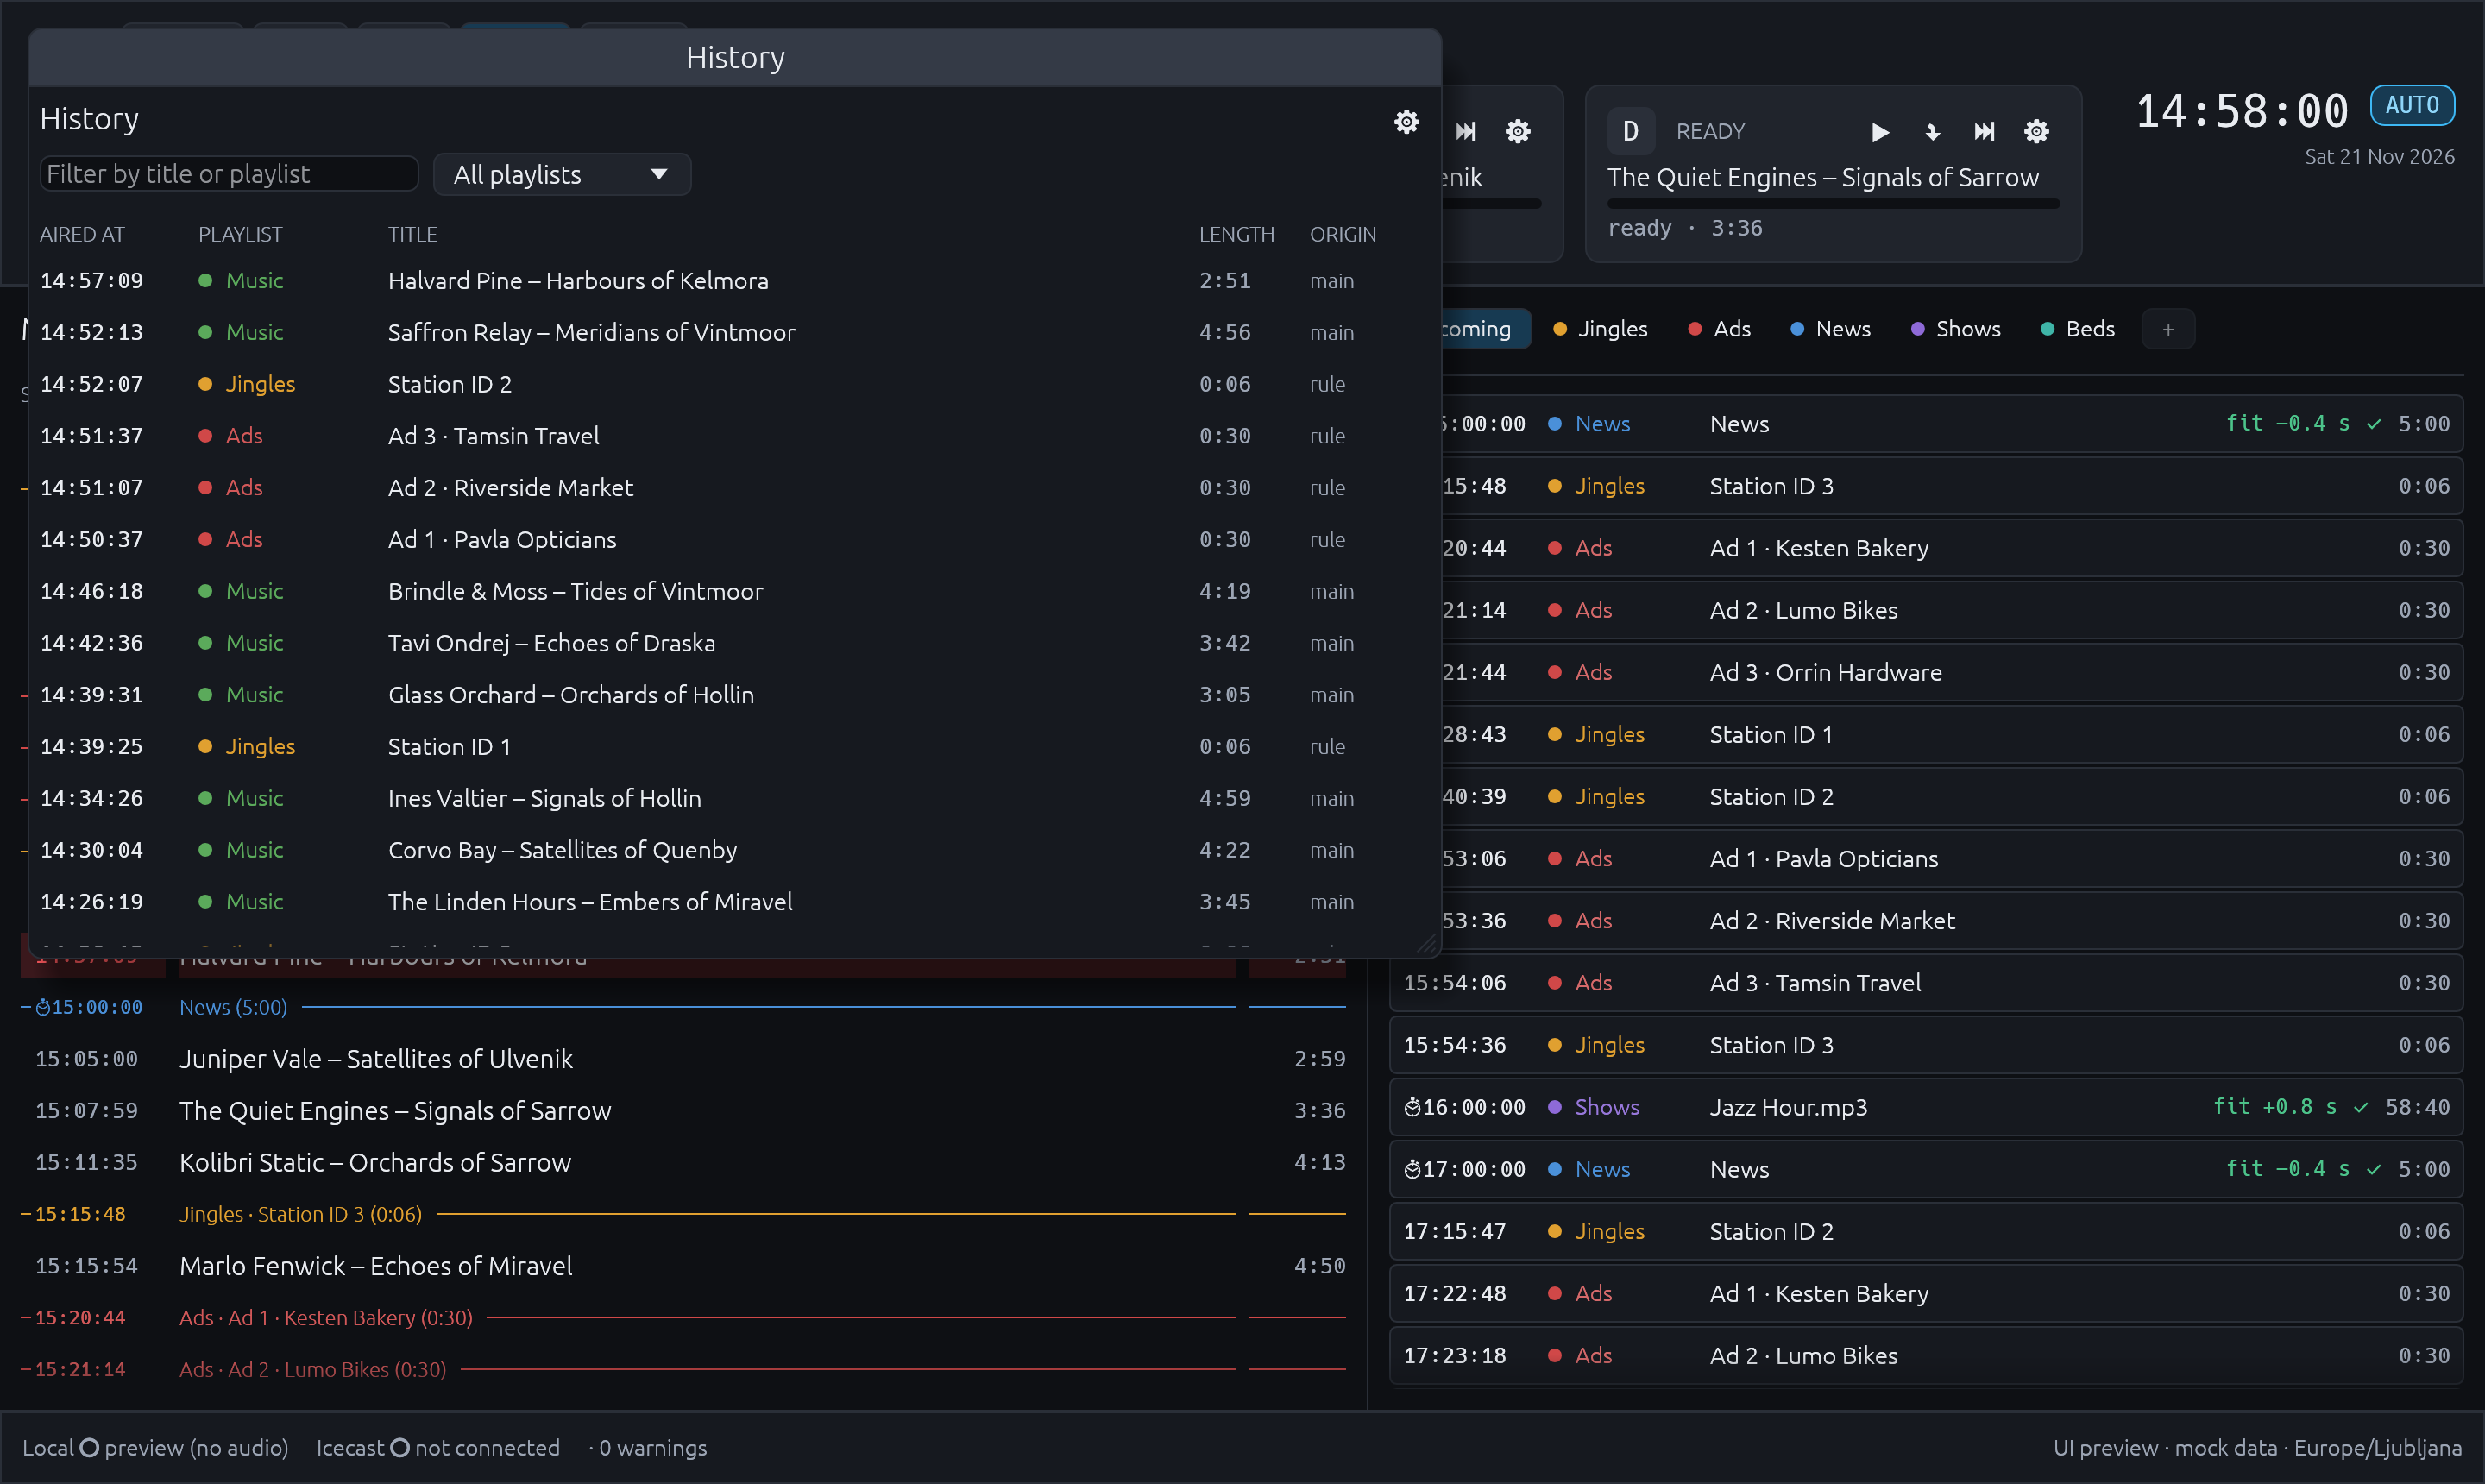 History
History
Filter by title or playlist
All playlists
AIRED AT PLAYLIST TITLE LENGTH ORIGIN
14:57:09 Music Halvard Pine – Harbours of Kelmora 2:51 main
14:52:13 Music Saffron Relay – Meridians of Vintmoor 4:56 main
14:52:07 Jingles Station ID 2 0:06 rule
14:51:37 Ads Ad 3 · Tamsin Travel 0:30 rule
14:51:07 Ads Ad 2 · Riverside Market 0:30 rule
14:50:37 Ads Ad 1 · Pavla Opticians 0:30 rule
14:46:18 Music Brindle & Moss – Tides of Vintmoor 4:19 main
14:42:36 Music Tavi Ondrej – Echoes of Draska 3:42 main
14:39:31 Music Glass Orchard – Orchards of Hollin 3:05 main
14:39:25 Jingles Station ID 1 0:06 rule
14:34:26 Music Ines Valtier – Signals of Hollin 4:59 main
14:30:04 Music Corvo Bay – Satellites of Quenby 4:22 main
14:26:19 Music The Linden Hours – Embers of Miravel 3:45 main
15:00:00 News (5:00)
15:05:00 Juniper Vale – Satellites of Ulvenik 2:59
15:07:59 The Quiet Engines – Signals of Sarrow 3:36
15:11:35 Kolibri Static – Orchards of Sarrow 4:13
15:15:48 Jingles · Station ID 3 (0:06)
15:15:54 Marlo Fenwick – Echoes of Miravel 4:50
15:20:44 Ads · Ad 1 · Kesten Bakery (0:30)
15:21:14 Ads · Ad 2 · Lumo Bikes (0:30)
D READY
The Quiet Engines – Signals of Sarrow
ready · 3:36
14:58:00 AUTO
Sat 21 Nov 2026
Jingles Ads News Shows Beds +
News News fit −0.4 s ✓ 5:00
15:48 Jingles Station ID 3 0:06
20:44 Ads Ad 1 · Kesten Bakery 0:30
21:14 Ads Ad 2 · Lumo Bikes 0:30
21:44 Ads Ad 3 · Orrin Hardware 0:30
28:43 Jingles Station ID 1 0:06
40:39 Jingles Station ID 2 0:06
53:06 Ads Ad 1 · Pavla Opticians 0:30
53:36 Ads Ad 2 · Riverside Market 0:30
15:54:06 Ads Ad 3 · Tamsin Travel 0:30
15:54:36 Jingles Station ID 3 0:06
16:00:00 Shows Jazz Hour.mp3 fit +0.8 s ✓ 58:40
17:00:00 News News fit −0.4 s ✓ 5:00
17:15:47 Jingles Station ID 2 0:06
17:22:48 Ads Ad 1 · Kesten Bakery 0:30
17:23:18 Ads Ad 2 · Lumo Bikes 0:30
Local preview (no audio) Icecast not connected · 0 warnings
UI preview · mock data · Europe/Ljubljana